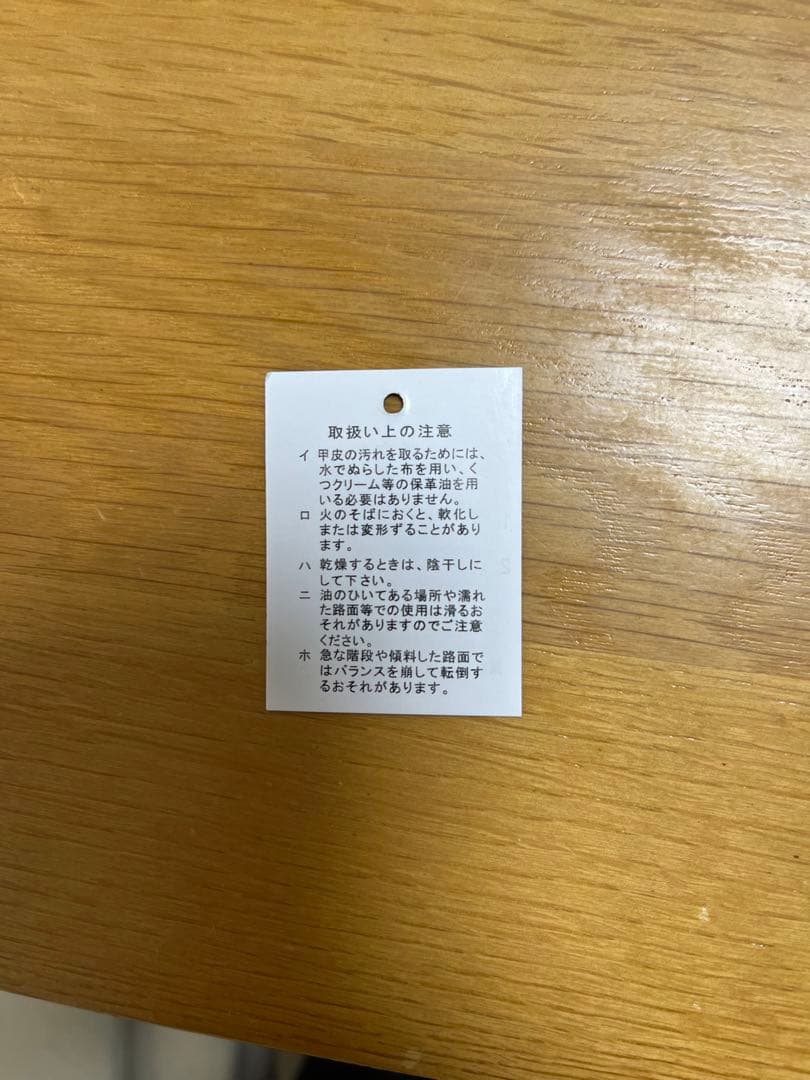 取扱い上の注意
イ 甲皮の汚れを取るためには、
水でぬらした布を用い、く
つクリーム等の保革油を用
いる必要はありません。
ロ 火のそばにおくと、軟化し
または変形ずることがあり
ます。
ハ 乾燥するときは、陰干しに
して下さい。
ニ 油のひいてある場所や濡れ
た路面等での使用は滑るお
それがありますのでご注意
ください。
ホ 急な階段や傾料した路面で
はバランスを崩して転倒す
るおそれがあります。